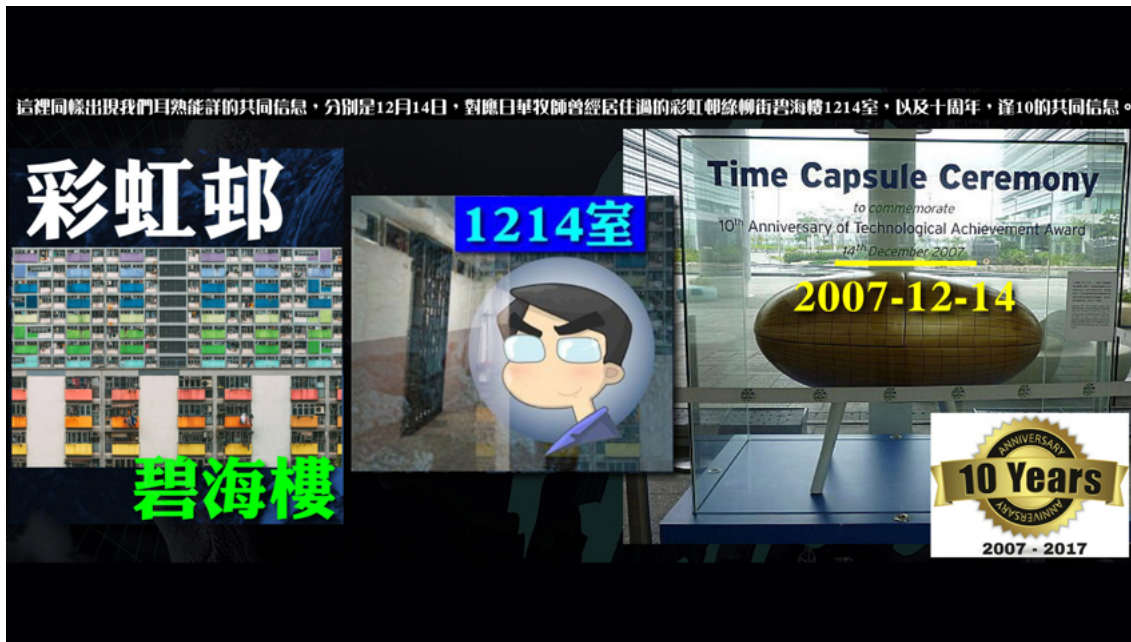 這裡同樣出現我們耳熟能詳的共同信息，分別是12月14日，對應日華牧師曾經居住過的彩虹邨綠柳街碧海樓1214室，以及十周年，逢10的共同信息。
彩虹邨
碧海樓
1214室
Time Capsule Ceremony
to commemorate
10th Anniversary of Technological Achievement Award
14th December 2007
2007-12-14
ANNIVERSARY
10 Years
ANNIVERSARY
2007 - 2017